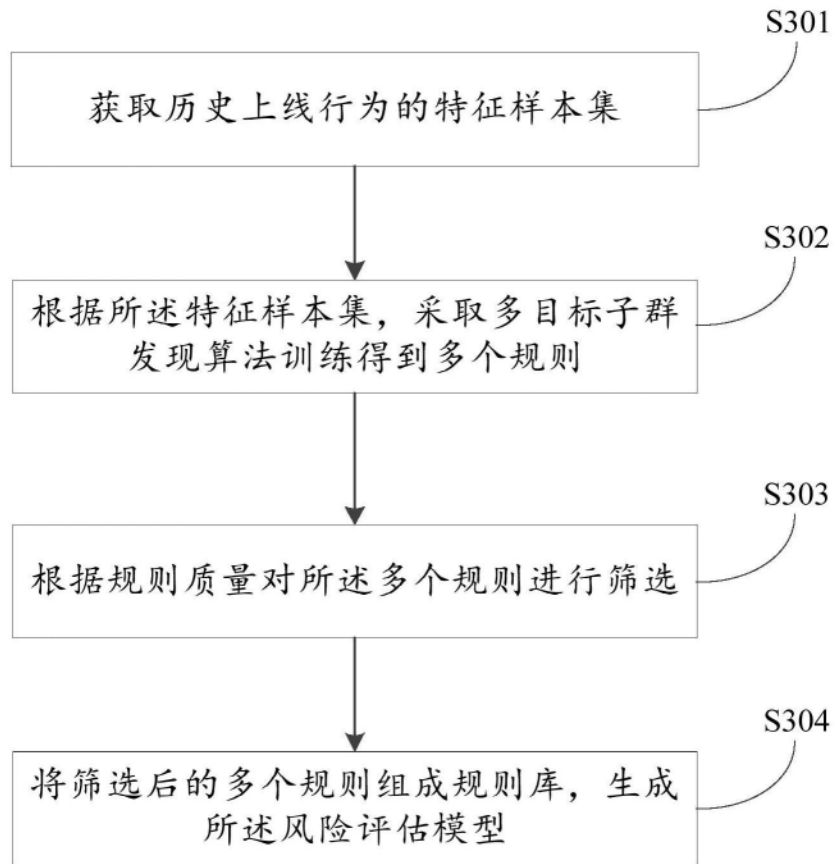 S301
获取历史上线行为的特征样本集
S302
根据所述特征样本集，采取多目标子群
发现算法训练得到多个规则
S303
根据规则质量对所述多个规则进行筛选
S304
将筛选后的多个规则组成规则库，生成
所述风险评估模型